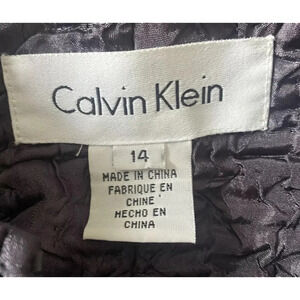 Calvin Klein
14
MADE IN CHINA
FABRIQUE EN
CHINE
HECHO EN
CHINA